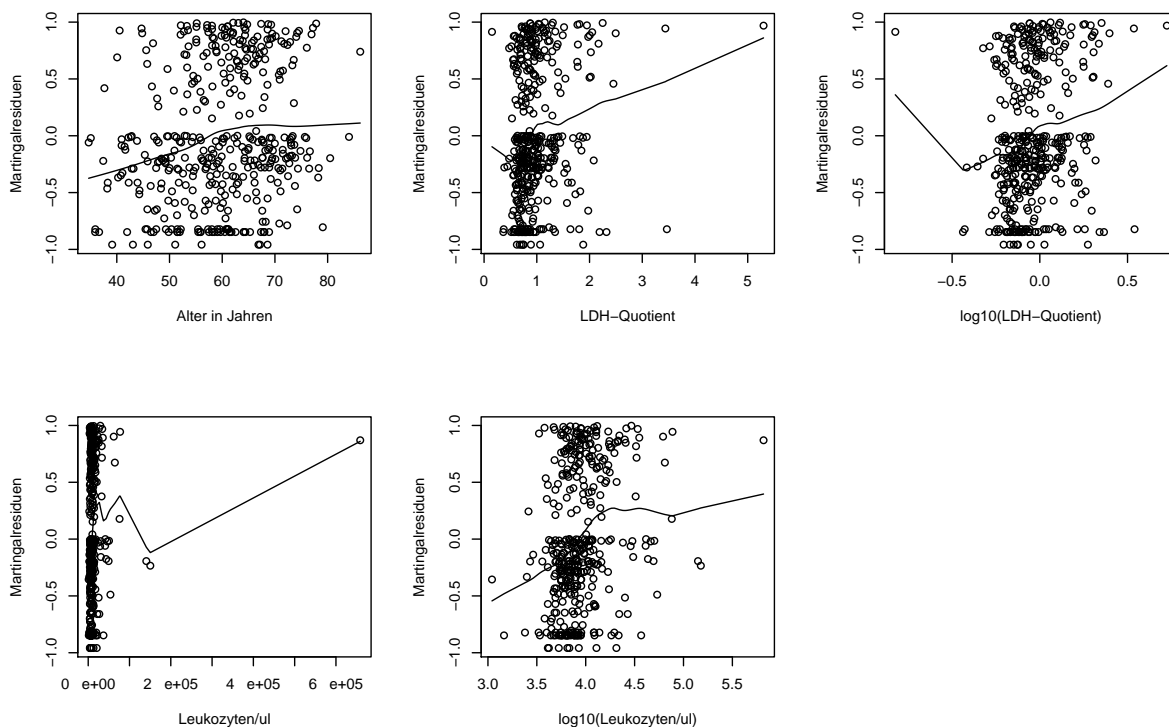 Martingalresiduen
1.0
0.5
0.0
−0.5
−1.0
40 50 60 70 80
Alter in Jahren
Martingalresiduen
1.0
0.5
0.0
−0.5
−1.0
0 1 2 3 4 5
LDH−Quotient
Martingalresiduen
1.0
0.5
0.0
−0.5
−1.0
−0.5 0.0 0.5
log10(LDH−Quotient)
Martingalresiduen
1.0
0.5
0.0
−0.5
−1.0
0 e+00 2 e+05 6 e+05
Leukozyten/ul
Martingalresiduen
1.0
0.5
0.0
−0.5
−1.0
3.0 3.5 4.0 4.5 5.0 5.5
log10(Leukozyten/ul)